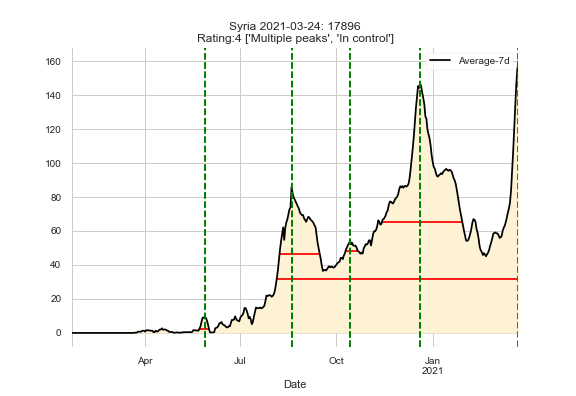 Syria 2021-03-24: 17896
Rating:4 ['Multiple peaks', 'In control']
Average-7d
160
140
120
100
80
60
40
20
0
Apr
Jul
Oct
Jan
2021
Date